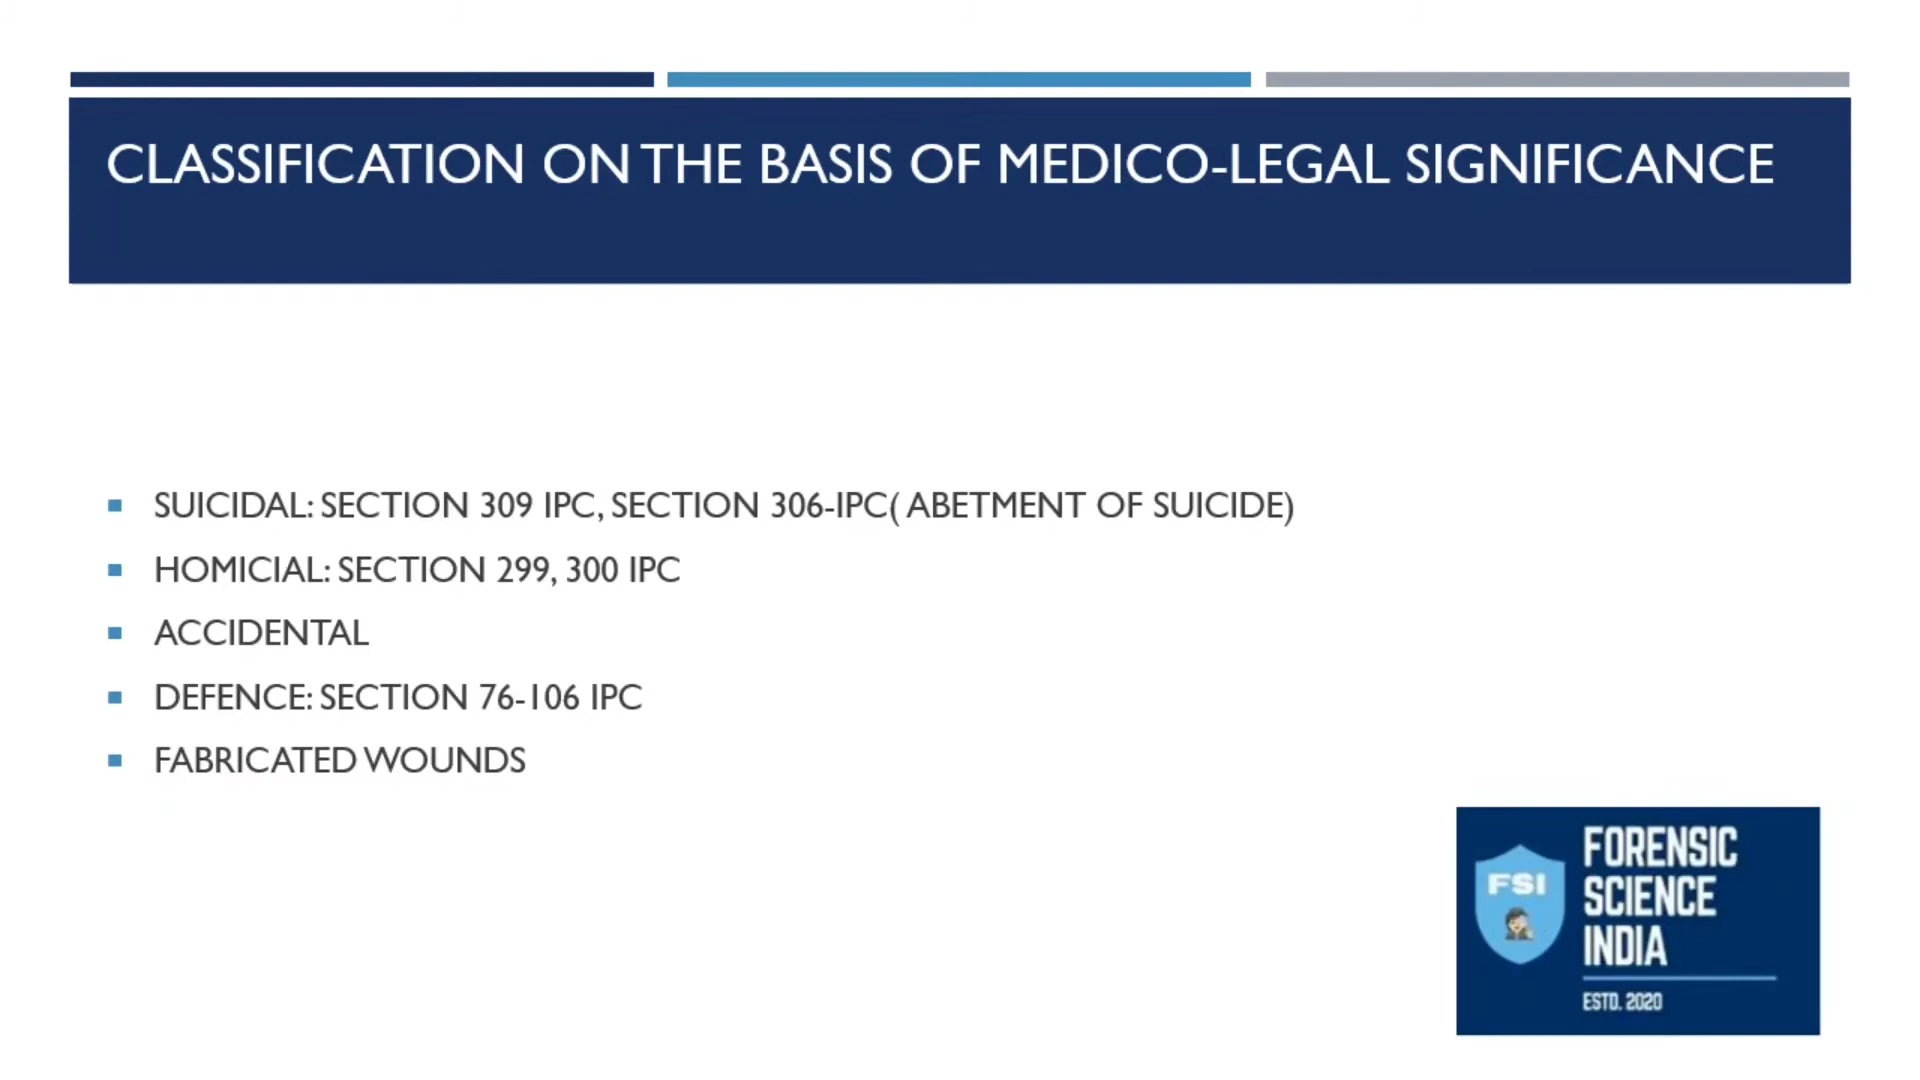 CLASSIFICATION ON THE BASIS OF MEDICO-LEGAL SIGNIFICANCE
SUICIDAL: SECTION 309 IPC, SECTION 306-IPC( ABETMENT OF SUICIDE)
HOMICIAL: SECTION 299, 300 IPC
ACCIDENTAL
DEFENCE: SECTION 76-106 IPC
FABRICATED WOUNDS
FSI
FORENSIC
SCIENCE
INDIA
ESTD. 2020